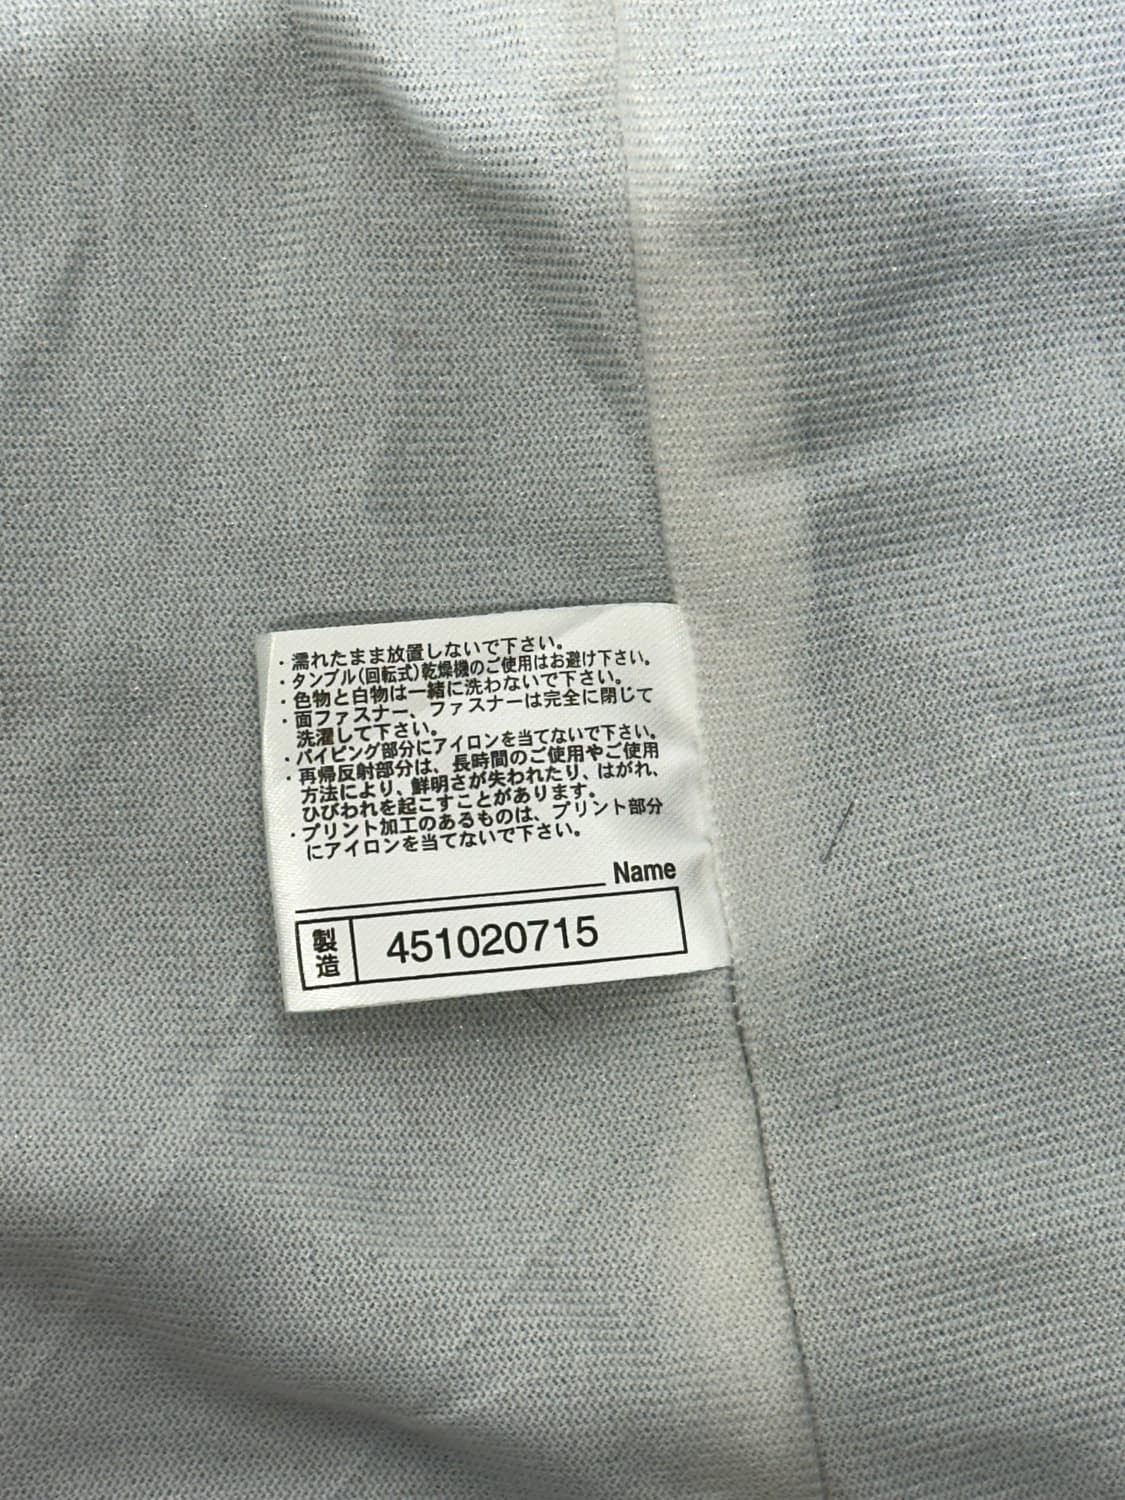 ・濡れたまま放置しないで下さい。
・タンブル(回転式)乾燥機のご使用はお避け下さい。
・色物と白物は一緒に洗わないで下さい。
・面ファスナー、ファスナーは完全に閉じて
洗濯して下さい。
・パイピング部分にアイロンを当てないで下さい。
・再帰反射部分は、長時間のご使用やご使用
方法により、鮮明さが失われたり、はがれ、
ひびわれを起こすことがあります。
・プリント加工のあるものは、プリント部分
にアイロンを当てないで下さい。
Name
製造 451020715